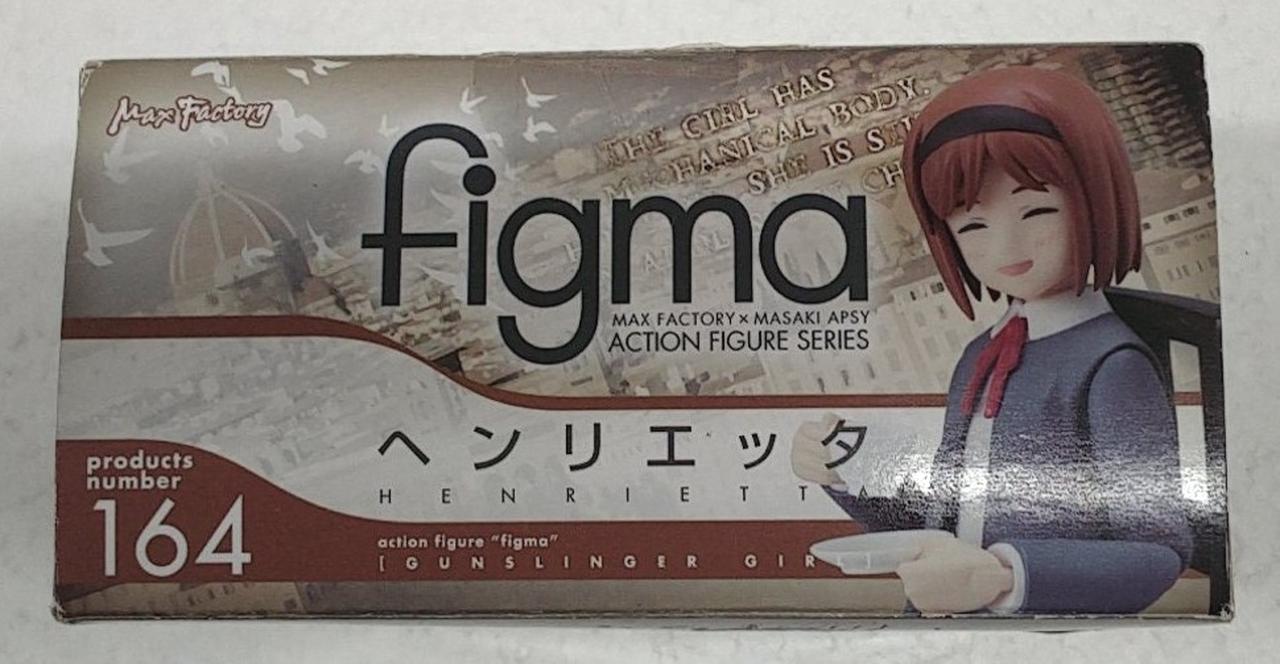 Max Factory
THE GIRL HAS
MECHANICAL BODY.
SHE IS
figma
MAX FACTORY×MASAKI APSY
ACTION FIGURE SERIES
ヘンリエッタ
HENRIETTA
products
number
164
action figure "figma"
[GUNSLINGER GIRL]